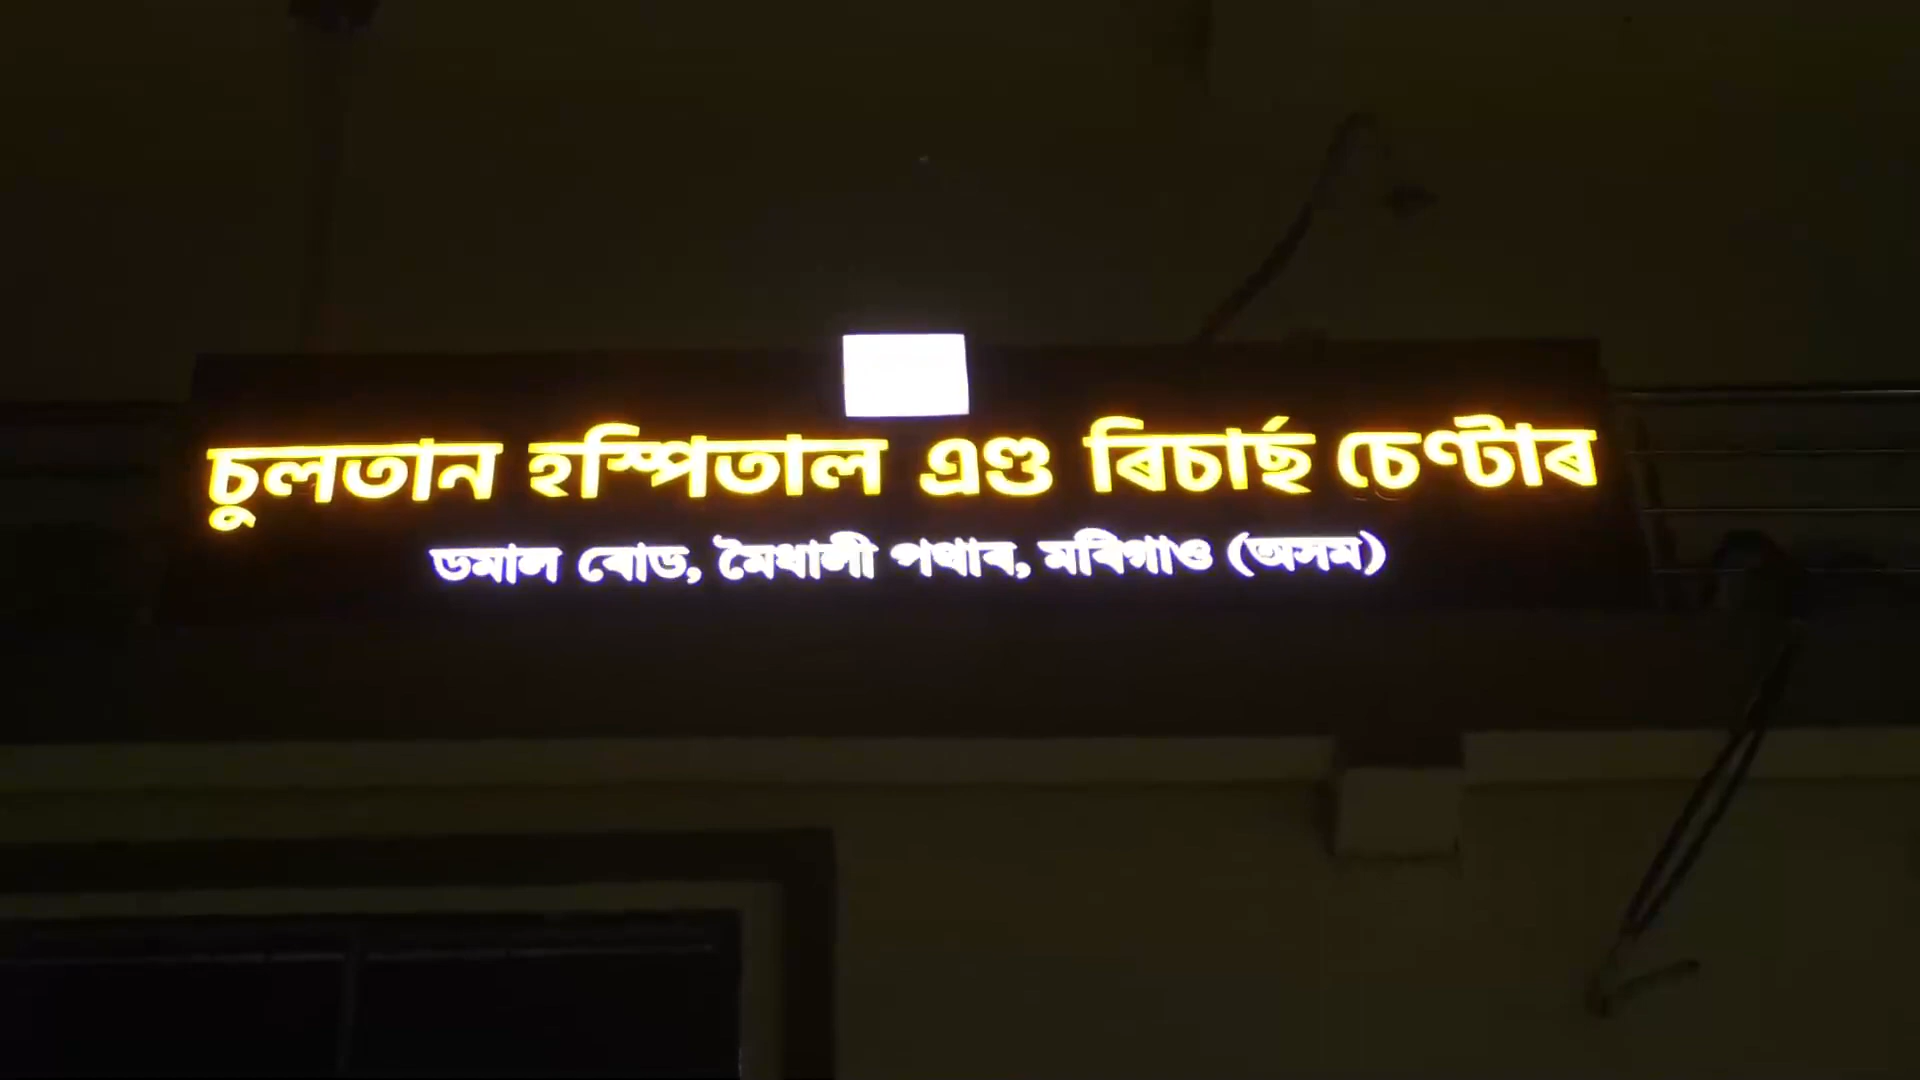 চুলতান হস্পিতাল এণ্ড ৰিচাৰ্ছ চেণ্টাৰ
ডমাল ৰোড, মৈধালী পথাৰ, মৰিগাও (অসম)